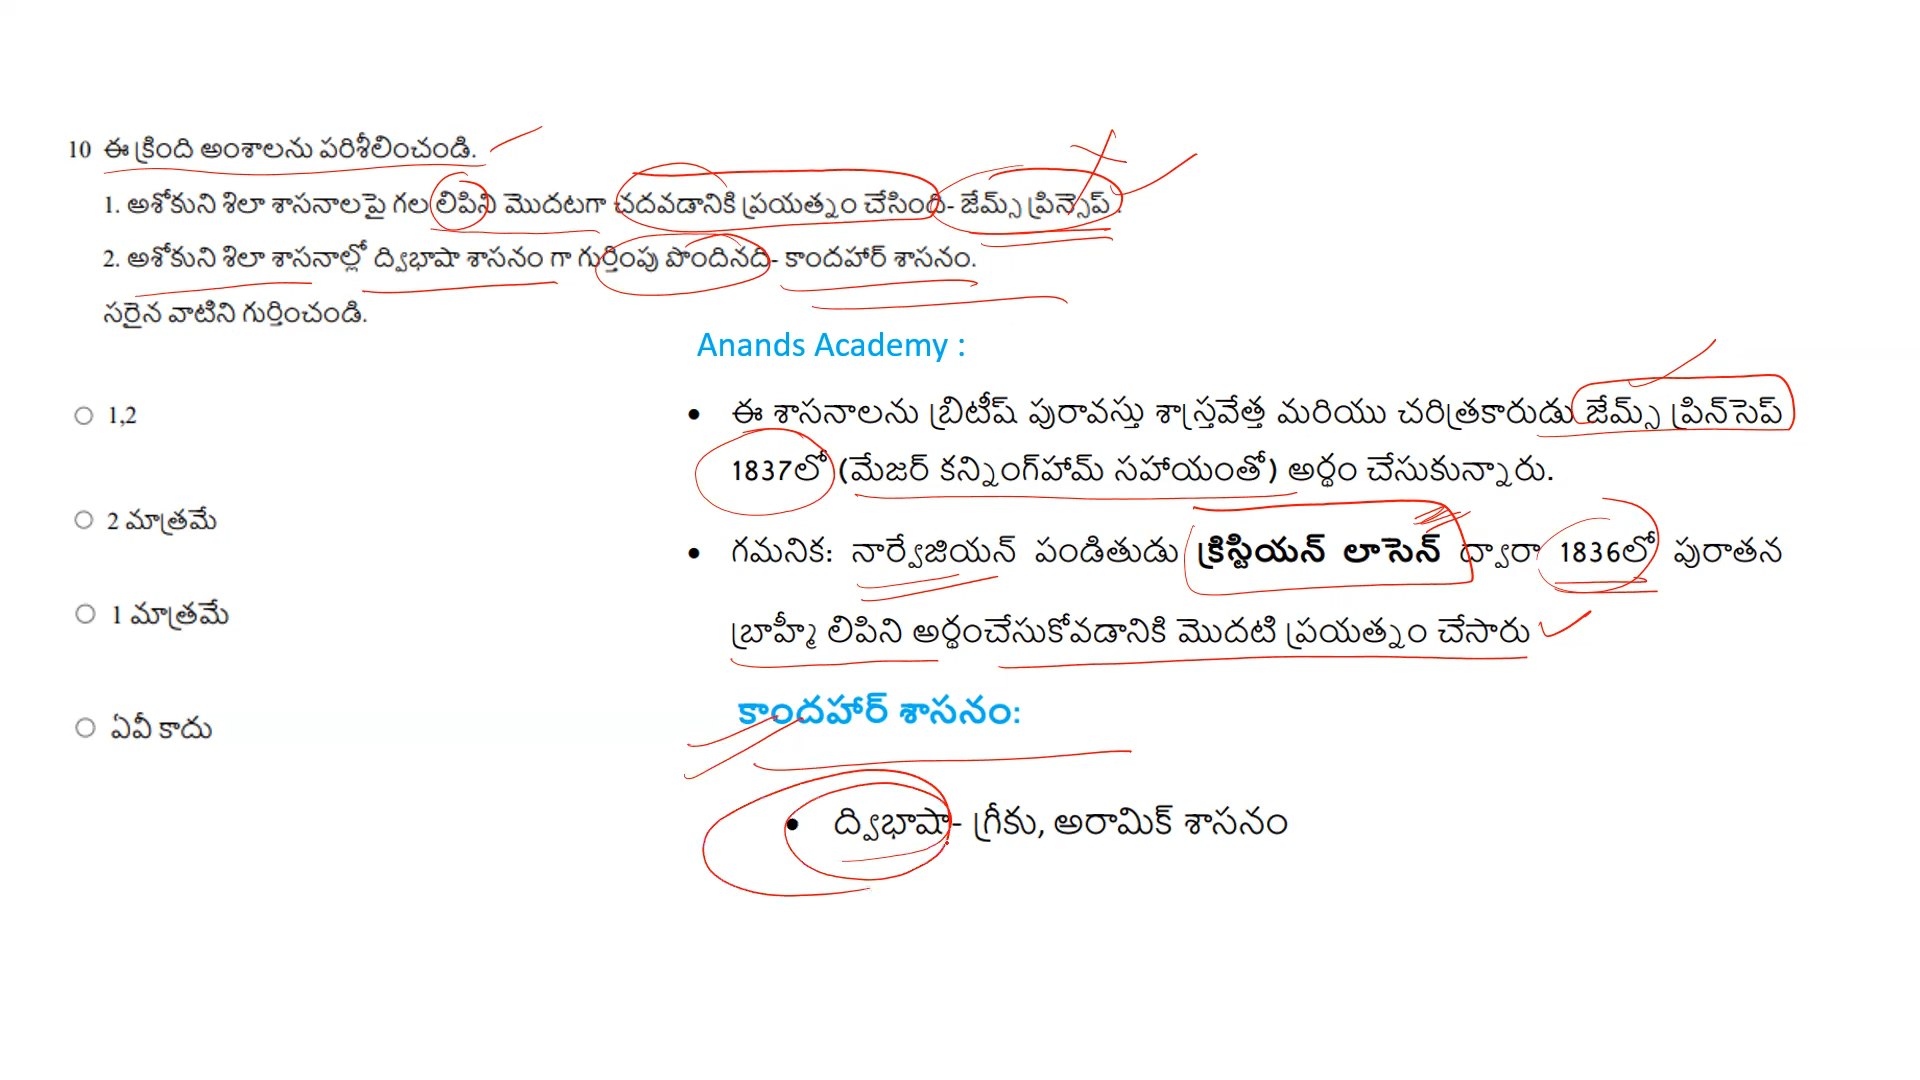 10 ఈ క్రింది అంశాలను పరిశీలించండి.
1. అశోకుని శిలా శాసనాలపై గల లిపిని మొదటగా చదవడానికి ప్రయత్నం చేసింది- జేమ్స్ ప్రిన్సెప్ .
2. అశోకుని శిలా శాసనాల్లో ద్విభాషా శాసనం గా గుర్తింపు పొందినది- కాందహార్ శాసనం.
సరైన వాటిని గుర్తించండి.
1,2
2 మాత్రమే
1 మాత్రమే
ఏవీ కాదు
Anands Academy :
• ఈ శాసనాలను బ్రిటీష్ పురావస్తు శాస్త్రవేత్త మరియు చరిత్రకారుడు జేమ్స్ ప్రిన్‌సెప్
1837లో (మేజర్ కన్నింగ్‌హామ్ సహాయంతో) అర్థం చేసుకున్నారు.
• గమనిక: నార్వేజియన్ పండితుడు క్రిస్టియన్ లాసెన్ ద్వారా 1836లో పురాతన
బ్రాహ్మీ లిపిని అర్థంచేసుకోవడానికి మొదటి ప్రయత్నం చేసారు
కాందహార్ శాసనం:
• ద్విభాషా- గ్రీకు, అరామిక్ శాసనం